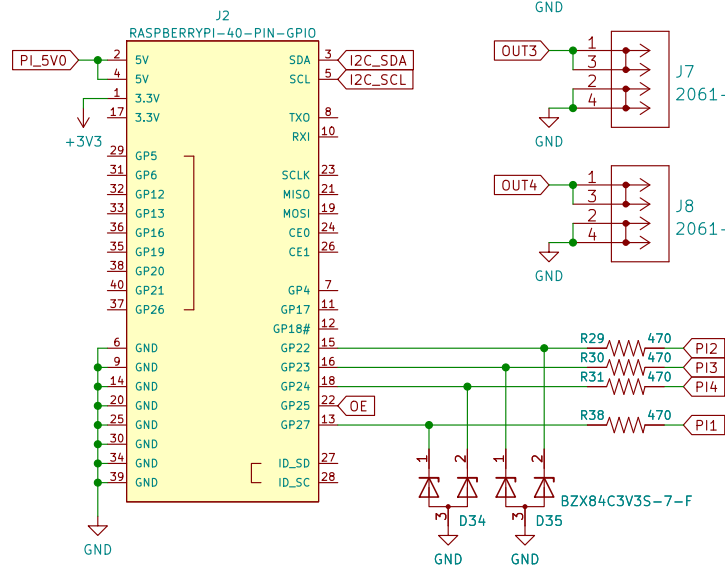 GND
J2
RASPBERRYPI-40-PIN-GPIO
PI_5V0
2 5V
4 5V
1 3.3V
17 3.3V
+3V3
29 GP5
31 GP6
32 GP12
33 GP13
36 GP16
35 GP19
38 GP20
40 GP21
37 GP26
6 GND
9 GND
14 GND
20 GND
25 GND
30 GND
34 GND
39 GND
GND
SDA 3 I2C_SDA
SCL 5 I2C_SCL
TXO 8
RXI 10
SCLK 23
MISO 21
MOSI 19
CE0 24
CE1 26
GP4 7
GP17 11
GP18# 12
GP22 15 R29 470 PI2
GP23 16 R30 470 PI3
GP24 18 R31 470 PI4
GP25 22 OE
GP27 13 R38 470 PI1
ID_SD 27
ID_SC 28
1 2 1 2
BZX84C3V3S-7-F
3 D34 3 D35
GND GND
OUT3 1
3
2
4
J7
2061-
GND
OUT4 1
3
2
4
J8
2061-
GND